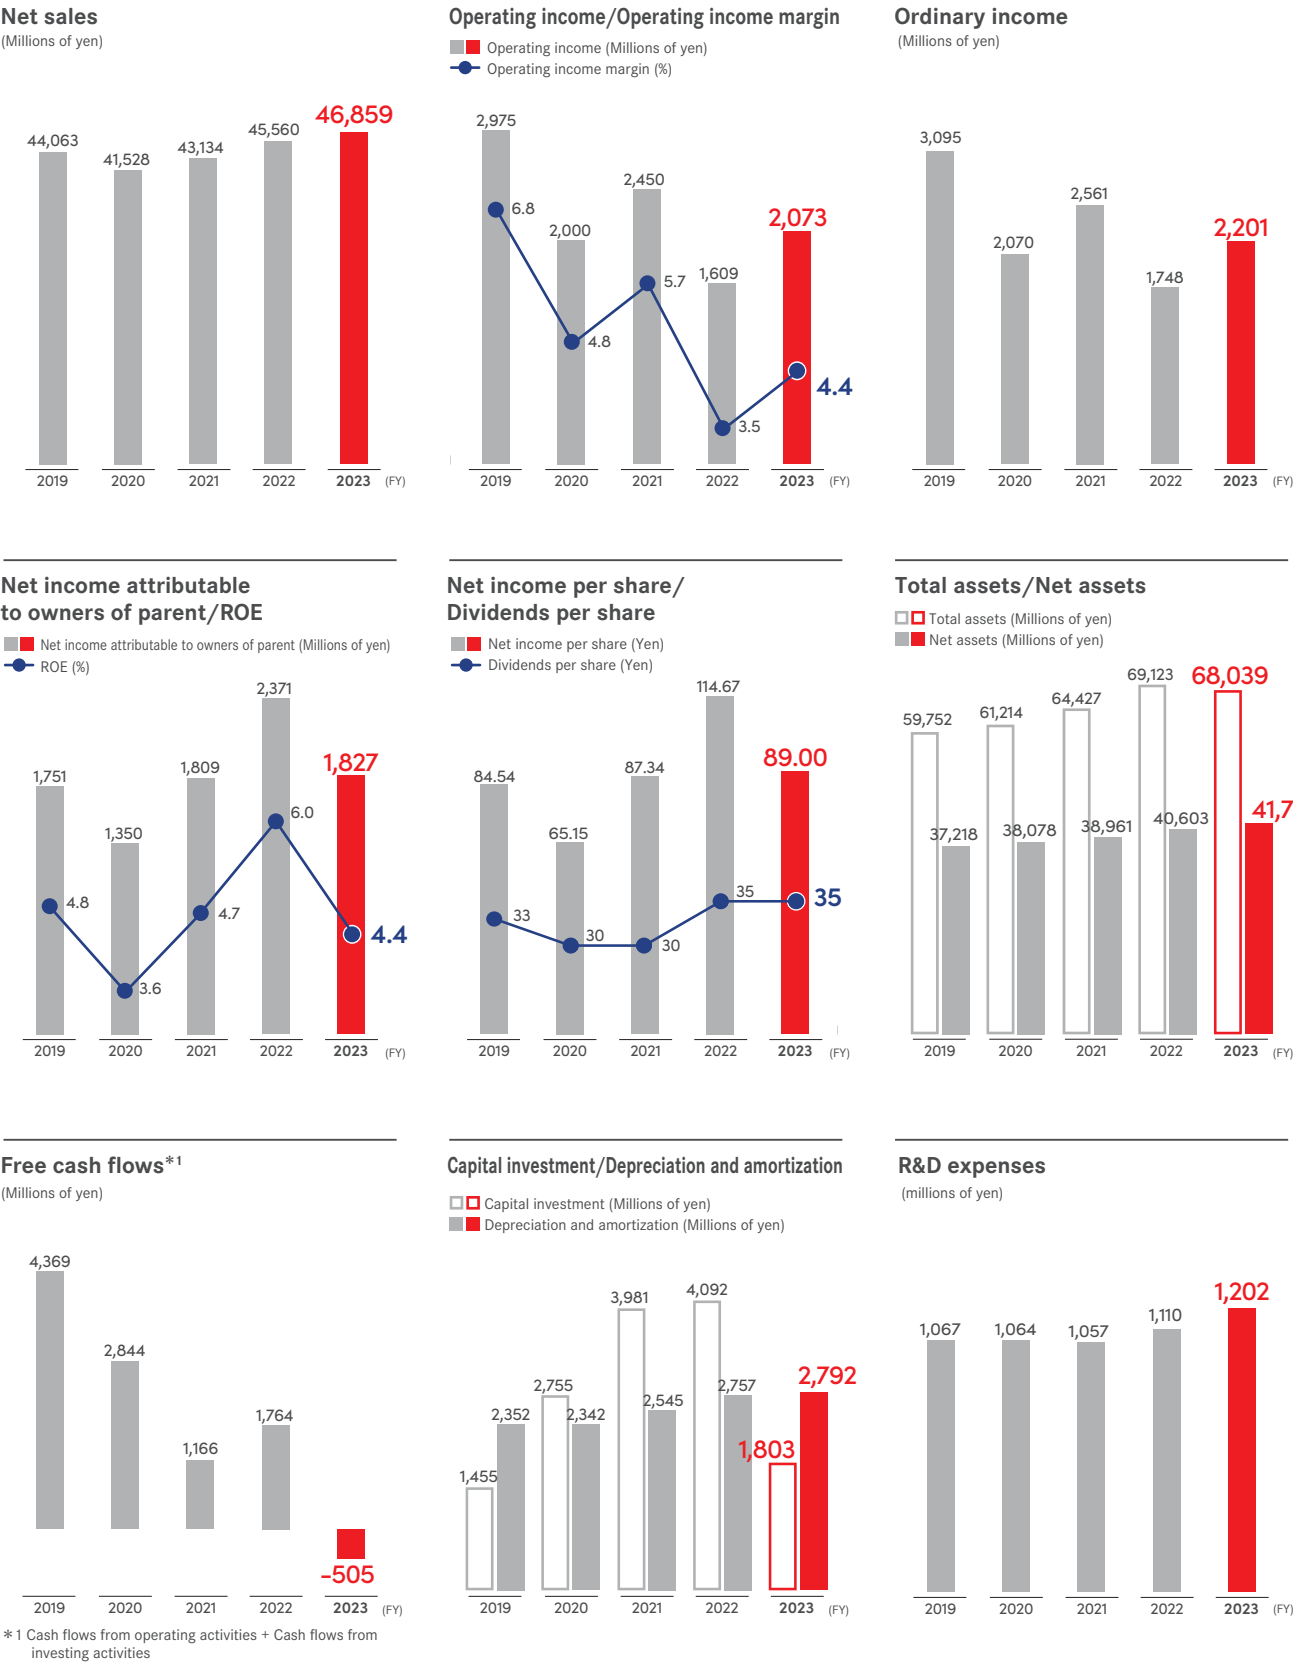 Net sales
(Millions of yen)
44,063
41,528
43,134
45,560
46,859
2019 2020 2021 2022 2023 (FY)
Operating income/Operating income margin
Operating income (Millions of yen)
Operating income margin (%)
2,975
2,000
2,450
1,609
2,073
6.8
4.8
5.7
3.5
4.4
2019 2020 2021 2022 2023 (FY)
Ordinary income
(Millions of yen)
3,095
2,070
2,561
1,748
2,201
2019 2020 2021 2022 2023 (FY)
Net income attributable
to owners of parent/ROE
Net income attributable to owners of parent (Millions of yen)
ROE (%)
1,751
1,350
1,809
2,371
1,827
4.8
3.6
4.7
6.0
4.4
2019 2020 2021 2022 2023 (FY)
Net income per share/
Dividends per share
Net income per share (Yen)
Dividends per share (Yen)
84.54
65.15
87.34
114.67
89.00
33
30
30
35
35
2019 2020 2021 2022 2023 (FY)
Total assets/Net assets
Total assets (Millions of yen)
Net assets (Millions of yen)
59,752
61,214
64,427
69,123
68,039
37,218
38,078
38,961
40,603
41,7
2019 2020 2021 2022 2023 (FY)
Free cash flows*1
(Millions of yen)
4,369
2,844
1,166
1,764
-505
2019 2020 2021 2022 2023 (FY)
*1 Cash flows from operating activities + Cash flows from
investing activities
Capital investment/Depreciation and amortization
Capital investment (Millions of yen)
Depreciation and amortization (Millions of yen)
1,455
2,352
2,755
2,342
3,981
2,545
4,092
2,757
1,803
2,792
2019 2020 2021 2022 2023 (FY)
R&D expenses
(millions of yen)
1,067
1,064
1,057
1,110
1,202
2019 2020 2021 2022 2023 (FY)